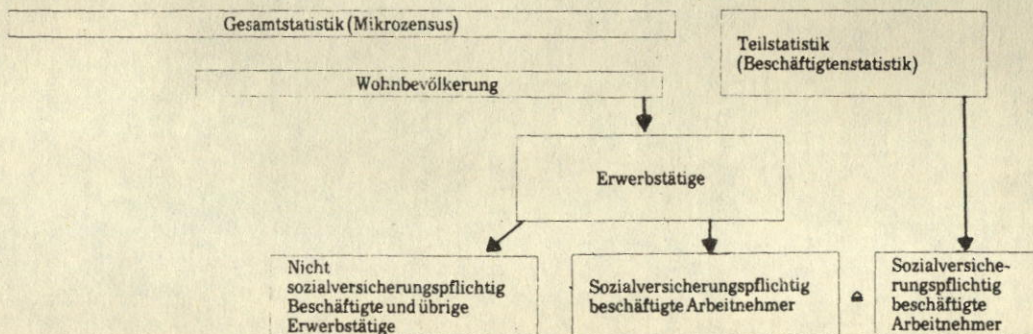 Gesamtstatistik (Mikrozensus)
Teilstatistik
(Beschäftigtenstatistik)
Wohnbevölkerung
Erwerbstätige
Nicht
sozialversicherungspflichtig
Beschäftigte und übrige
Erwerbstätige
Sozialversicherungspflichtig
beschäftigte Arbeitnehmer
≙
Sozialversiche-
rungspflichtig
beschäftigte
Arbeitnehmer